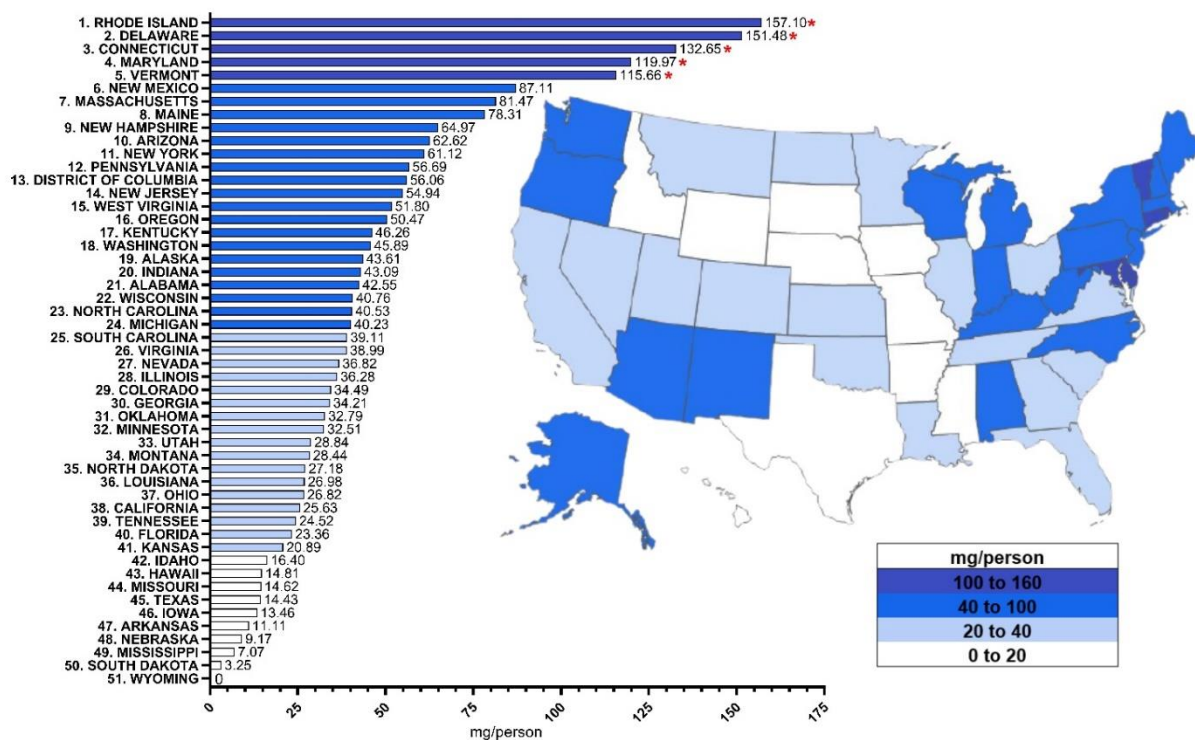 1. RHODE ISLAND 157.10*
2. DELAWARE 151.48*
3. CONNECTICUT 132.65*
4. MARYLAND 119.97*
5. VERMONT 115.66*
6. NEW MEXICO 87.11
7. MASSACHUSETTS 81.47
8. MAINE 78.31
9. NEW HAMPSHIRE 64.97
10. ARIZONA 62.62
11. NEW YORK 61.12
12. PENNSYLVANIA 56.69
13. DISTRICT OF COLUMBIA 56.06
14. NEW JERSEY 54.94
15. WEST VIRGINIA 51.80
16. OREGON 50.47
17. KENTUCKY 46.26
18. WASHINGTON 45.89
19. ALASKA 43.61
20. INDIANA 43.09
21. ALABAMA 42.55
22. WISCONSIN 40.76
23. NORTH CAROLINA 40.53
24. MICHIGAN 40.23
25. SOUTH CAROLINA 39.11
26. VIRGINIA 38.99
27. NEVADA 36.82
28. ILLINOIS 36.28
29. COLORADO 34.49
30. GEORGIA 34.21
31. OKLAHOMA 32.79
32. MINNESOTA 32.51
33. UTAH 28.84
34. MONTANA 28.44
35. NORTH DAKOTA 27.18
36. LOUISIANA 26.98
37. OHIO 26.82
38. CALIFORNIA 25.63
39. TENNESSEE 24.52
40. FLORIDA 23.36
41. KANSAS 20.89
42. IDAHO 16.40
43. HAWAII 14.81
44. MISSOURI 14.62
45. TEXAS 14.43
46. IOWA 13.46
47. ARKANSAS 11.11
48. NEBRASKA 9.17
49. MISSISSIPPI 7.07
50. SOUTH DAKOTA 3.25
51. WYOMING 0
0 25 50 75 100 125 150 175
mg/person
mg/person
100 to 160
40 to 100
20 to 40
0 to 20